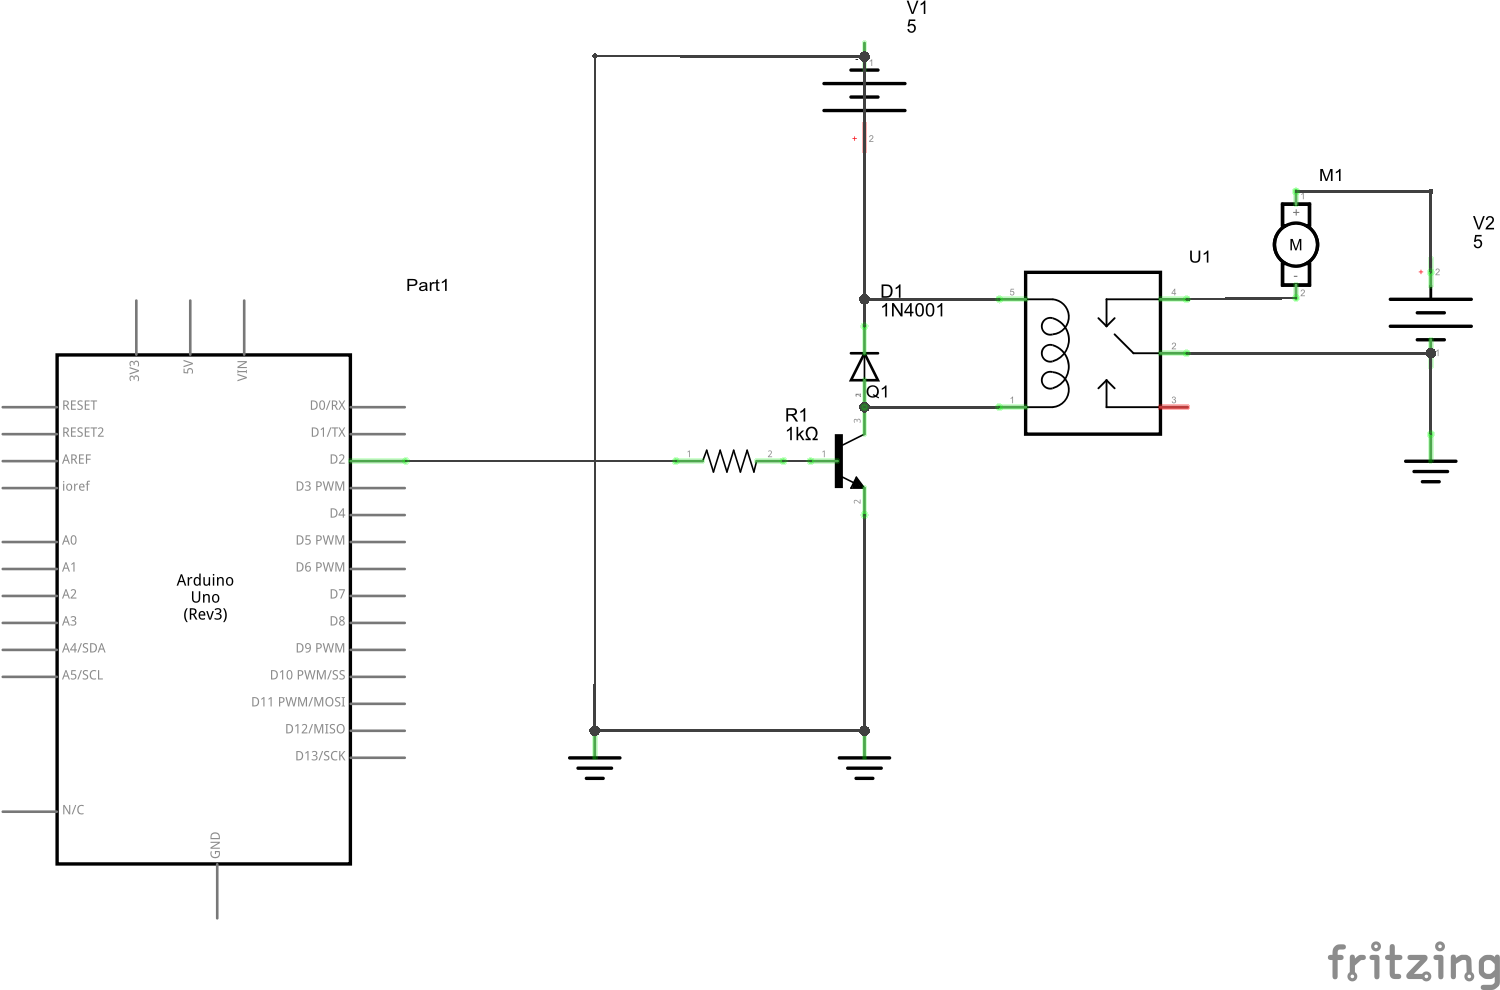 V1
5
1
+
2
M1
1
+
M
-
2
V2
5
+ 2
1
U1
5
1
4
2
3
D1
1N4001
Q1
1
3
1
2
R1
1kΩ
1
2
Part1
3V3
5V
VIN
RESET
RESET2
AREF
ioref
A0
A1
A2
A3
A4/SDA
A5/SCL
N/C
D0/RX
D1/TX
D2
D3 PWM
D4
D5 PWM
D6 PWM
D7
D8
D9 PWM
D10 PWM/SS
D11 PWM/MOSI
D12/MISO
D13/SCK
Arduino
Uno
(Rev3)
GND
fritzing